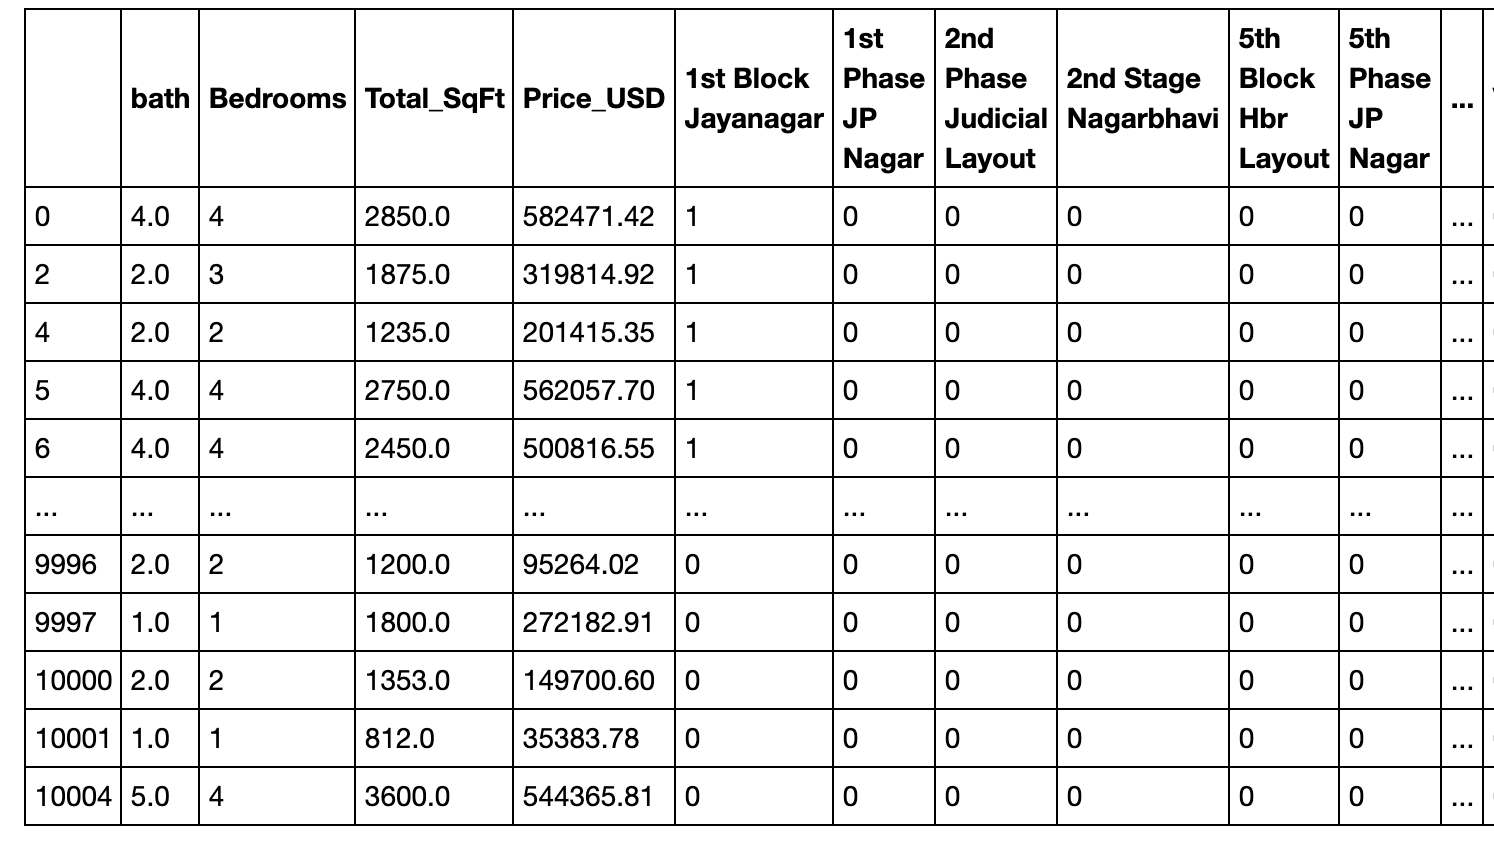 bath Bedrooms Total_SqFt Price_USD 1st Block Jayanagar 1st Phase JP Nagar 2nd Phase Judicial Layout 2nd Stage Nagarbhavi 5th Block Hbr Layout 5th Phase JP Nagar ...
0 4.0 4 2850.0 582471.42 1 0 0 0 0 0 ...
2 2.0 3 1875.0 319814.92 1 0 0 0 0 0 ...
4 2.0 2 1235.0 201415.35 1 0 0 0 0 0 ...
5 4.0 4 2750.0 562057.70 1 0 0 0 0 0 ...
6 4.0 4 2450.0 500816.55 1 0 0 0 0 0 ...
... ... ... ... ... ... ... ... ... ... ... ...
9996 2.0 2 1200.0 95264.02 0 0 0 0 0 0 ...
9997 1.0 1 1800.0 272182.91 0 0 0 0 0 0 ...
10000 2.0 2 1353.0 149700.60 0 0 0 0 0 0 ...
10001 1.0 1 812.0 35383.78 0 0 0 0 0 0 ...
10004 5.0 4 3600.0 544365.81 0 0 0 0 0 0 ...